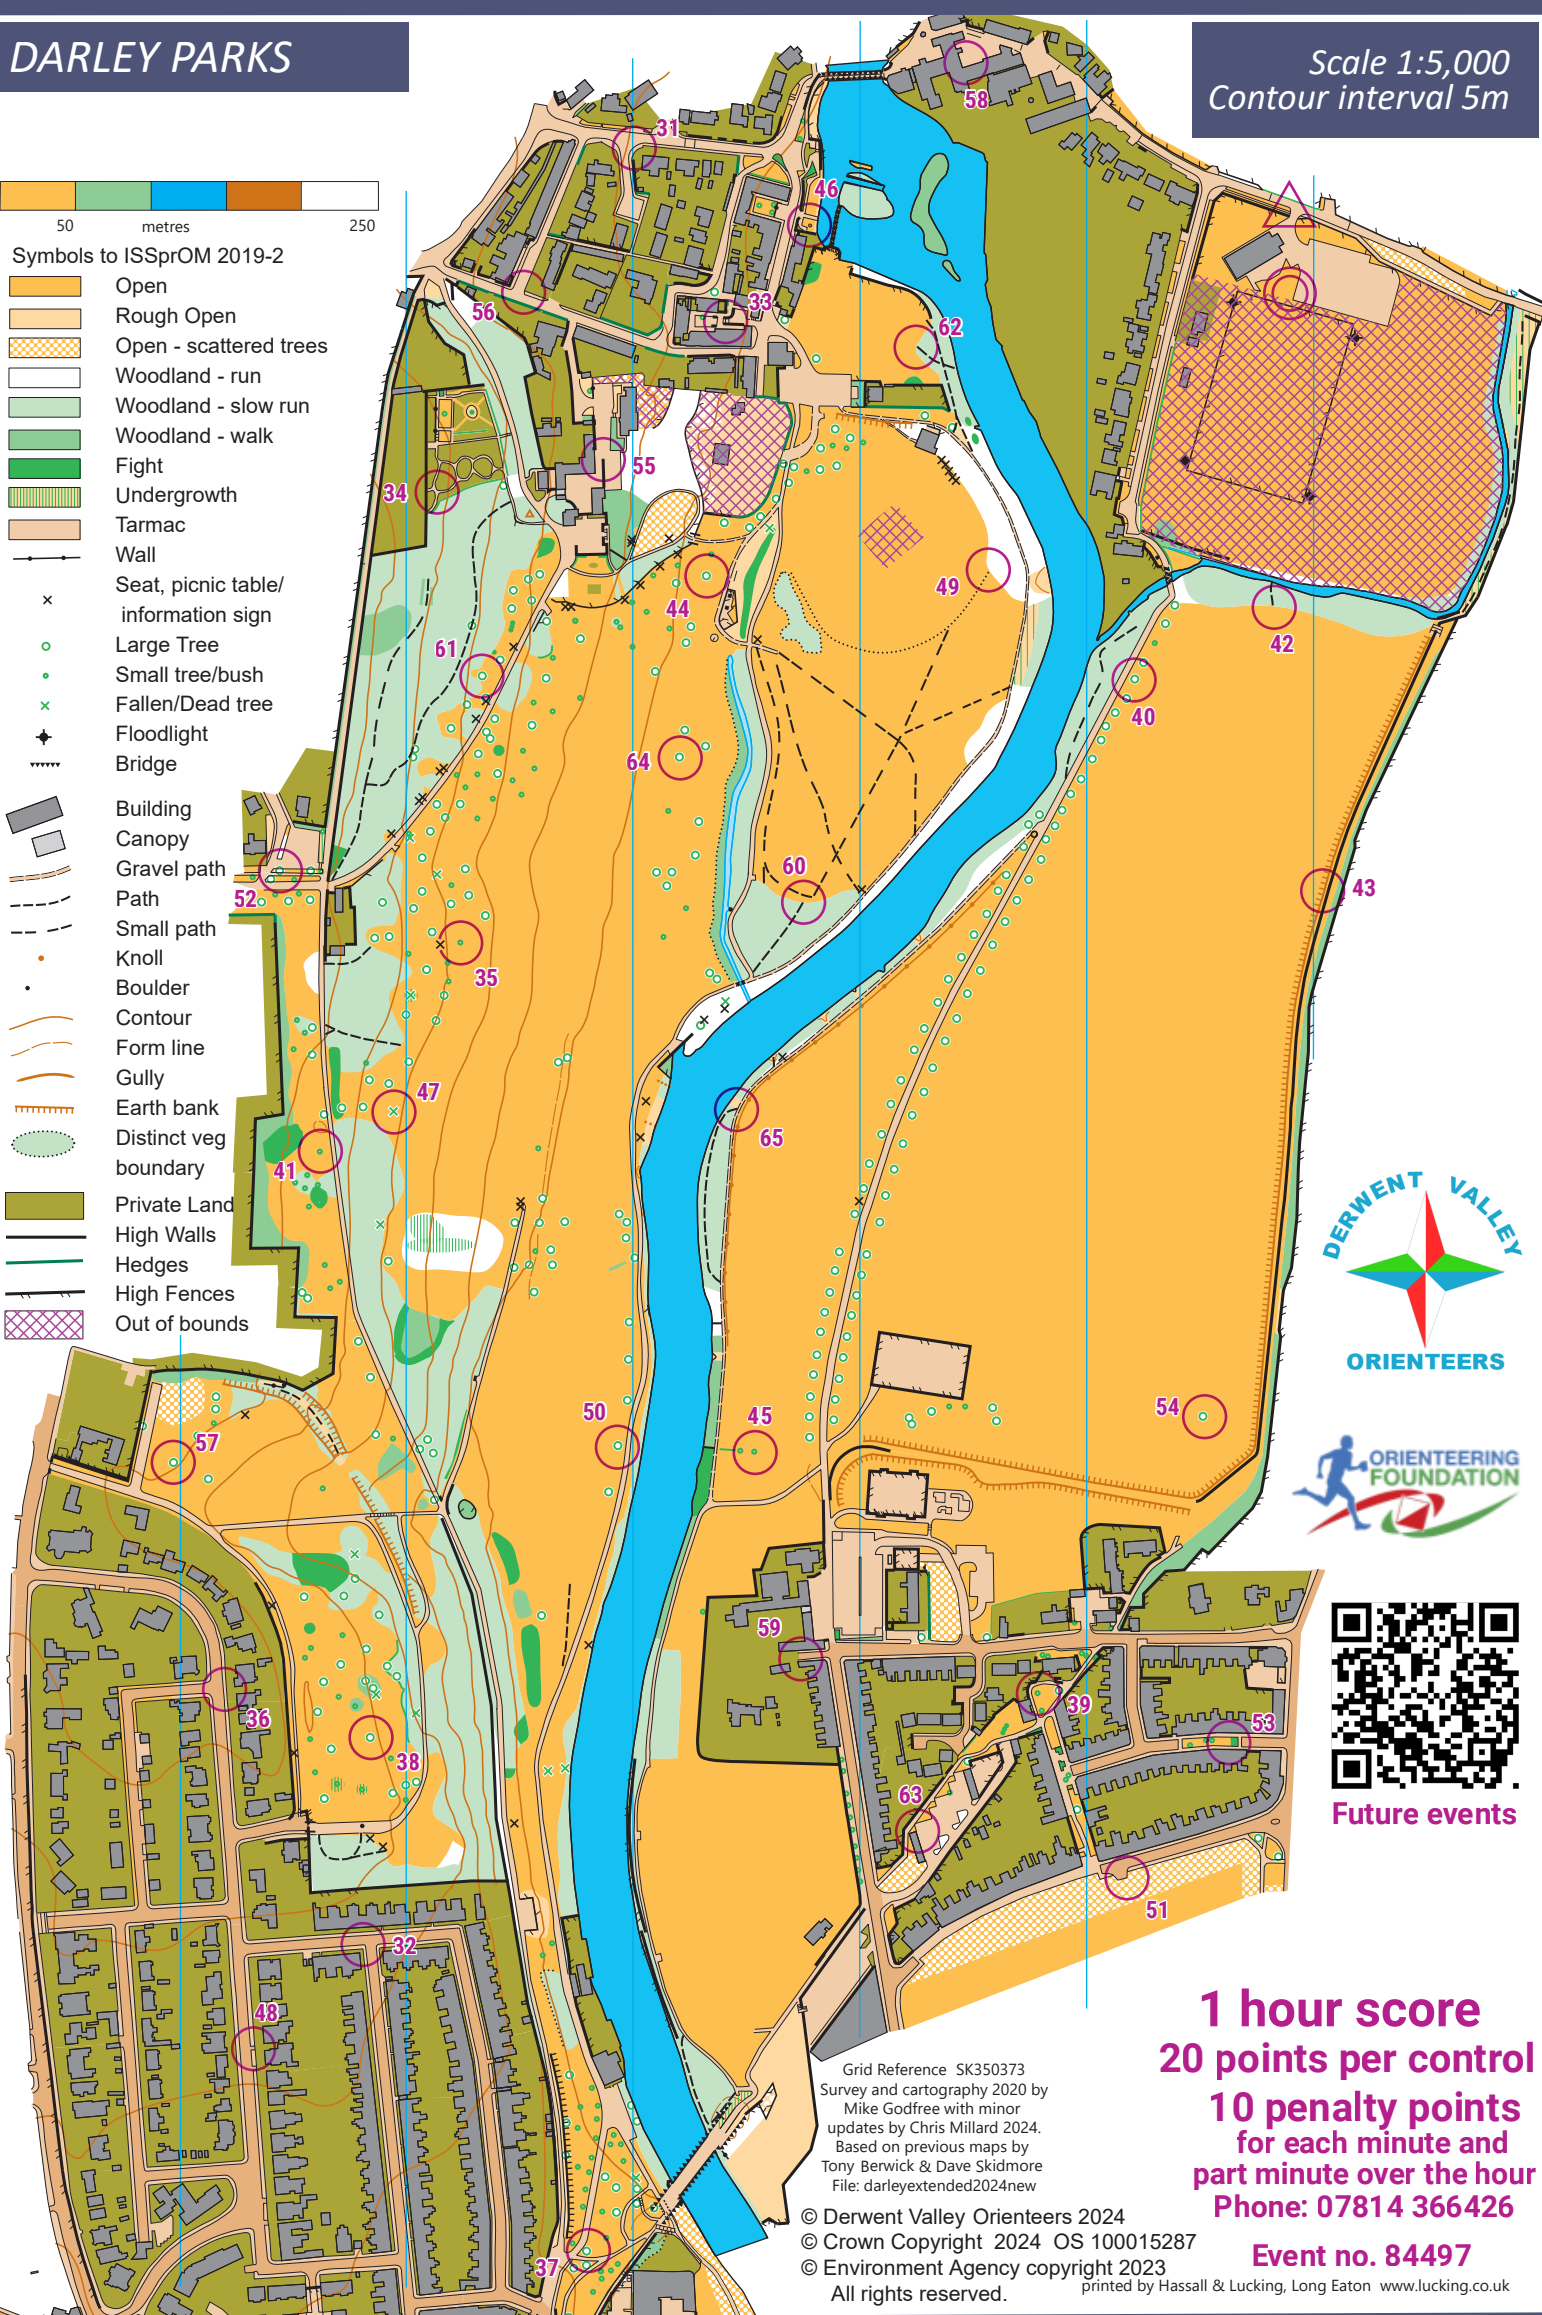 DARLEY PARKS
Scale 1:5,000
Contour interval 5m
50 metres 250
Symbols to ISSprOM 2019-2
Open
Rough Open
Open - scattered trees
Woodland - run
Woodland - slow run
Woodland - walk
Fight
Undergrowth
Tarmac
Wall
Seat, picnic table/
information sign
Large Tree
Small tree/bush
Fallen/Dead tree
Floodlight
Bridge
Building
Canopy
Gravel path
Path
Small path
Knoll
Boulder
Contour
Form line
Gully
Earth bank
Distinct veg
boundary
Private Land
High Walls
Hedges
High Fences
Out of bounds
58
31
46
56
33
62
55
34
49
44
42
61
40
64
60
52
43
35
47
65
41
50
45
54
57
59
36
39
53
38
63
51
32
48
37
DERWENT VALLEY
ORIENTEERS
ORIENTEERING
FOUNDATION
Future events
1 hour score
20 points per control
10 penalty points
for each minute and
part minute over the hour
Phone: 07814 366426
Event no. 84497
Grid Reference SK350373
Survey and cartography 2020 by
Mike Godfree with minor
updates by Chris Millard 2024.
Based on previous maps by
Tony Berwick & Dave Skidmore
File: darleyextended2024new
© Derwent Valley Orienteers 2024
© Crown Copyright 2024 OS 100015287
© Environment Agency copyright 2023
All rights reserved.
printed by Hassall & Lucking, Long Eaton www.lucking.co.uk